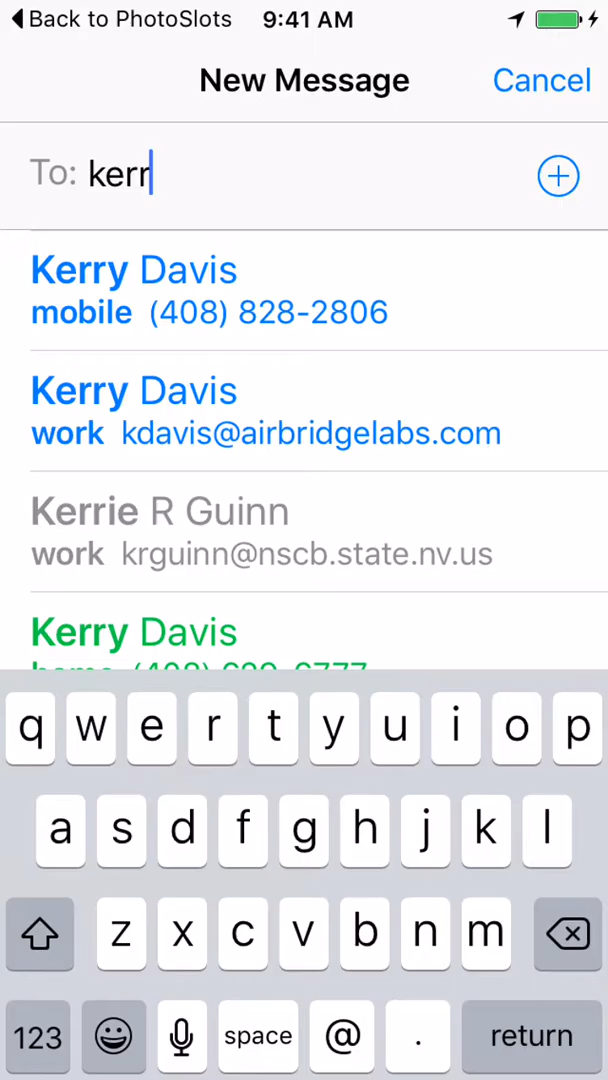 Back to PhotoSlots 9:41 AM
New Message Cancel
To: kerr
Kerry Davis
mobile (408) 828-2806
Kerry Davis
work kdavis@airbridgelabs.com
Kerrie R Guinn
work krguinn@nscb.state.nv.us
Kerry Davis
q w e r t y u i o p
a s d f g h j k l
z x c v b n m
123 space @ . return